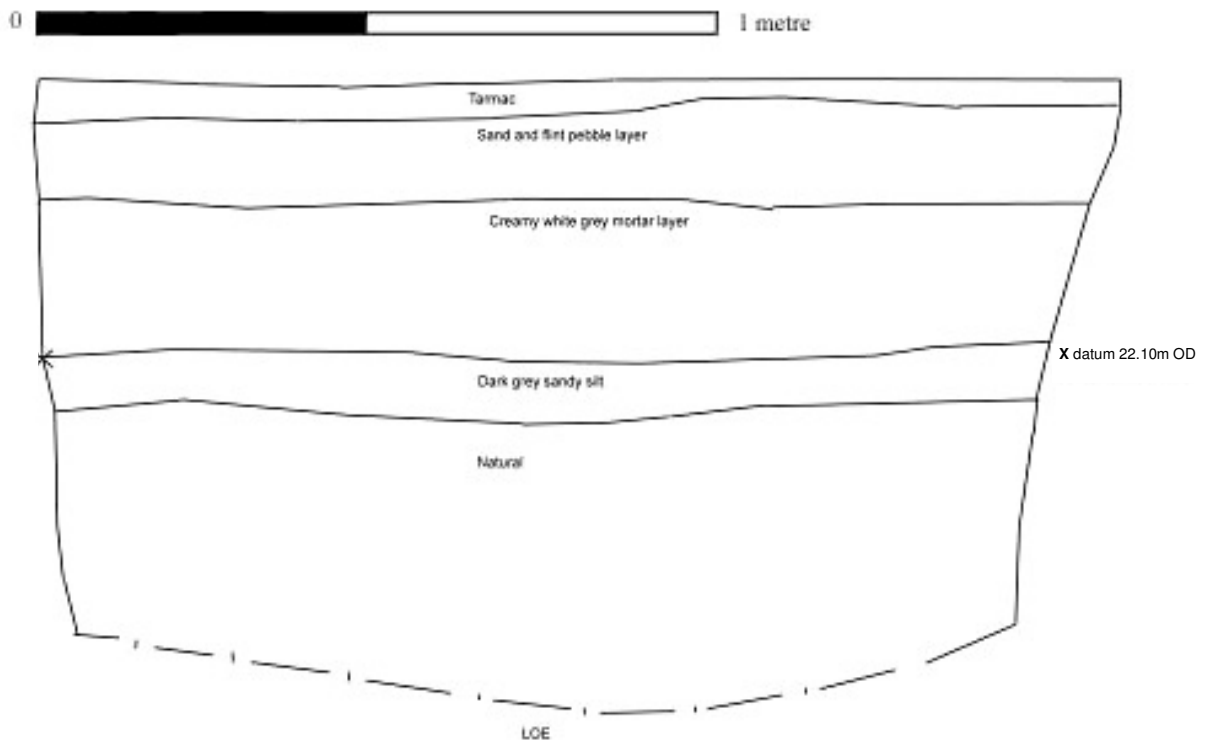 0 1 metre
Tarmac
Sand and flint pebble layer
Creamy white grey mortar layer
X datum 22.10m OD
Dark grey sandy silt
Natural
LOE